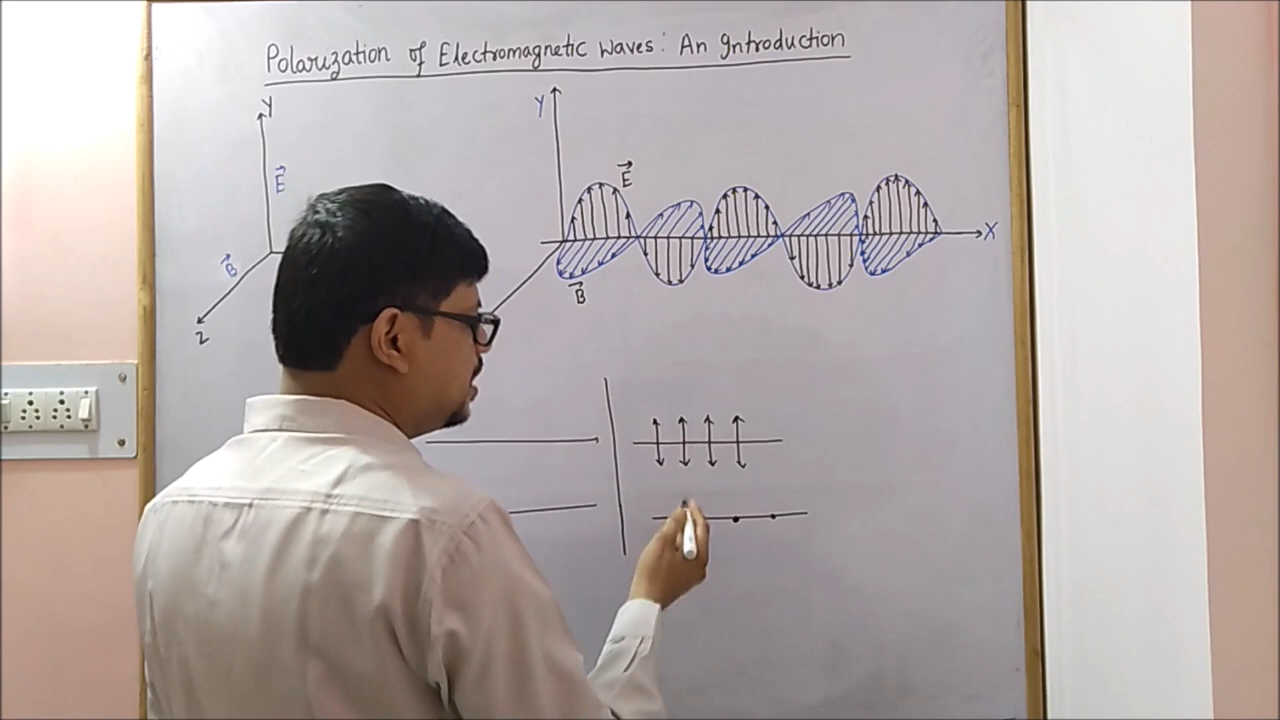 Polarization of Electromagnetic Waves: An Introduction
Y
E
B
Z
Y
E
B
X